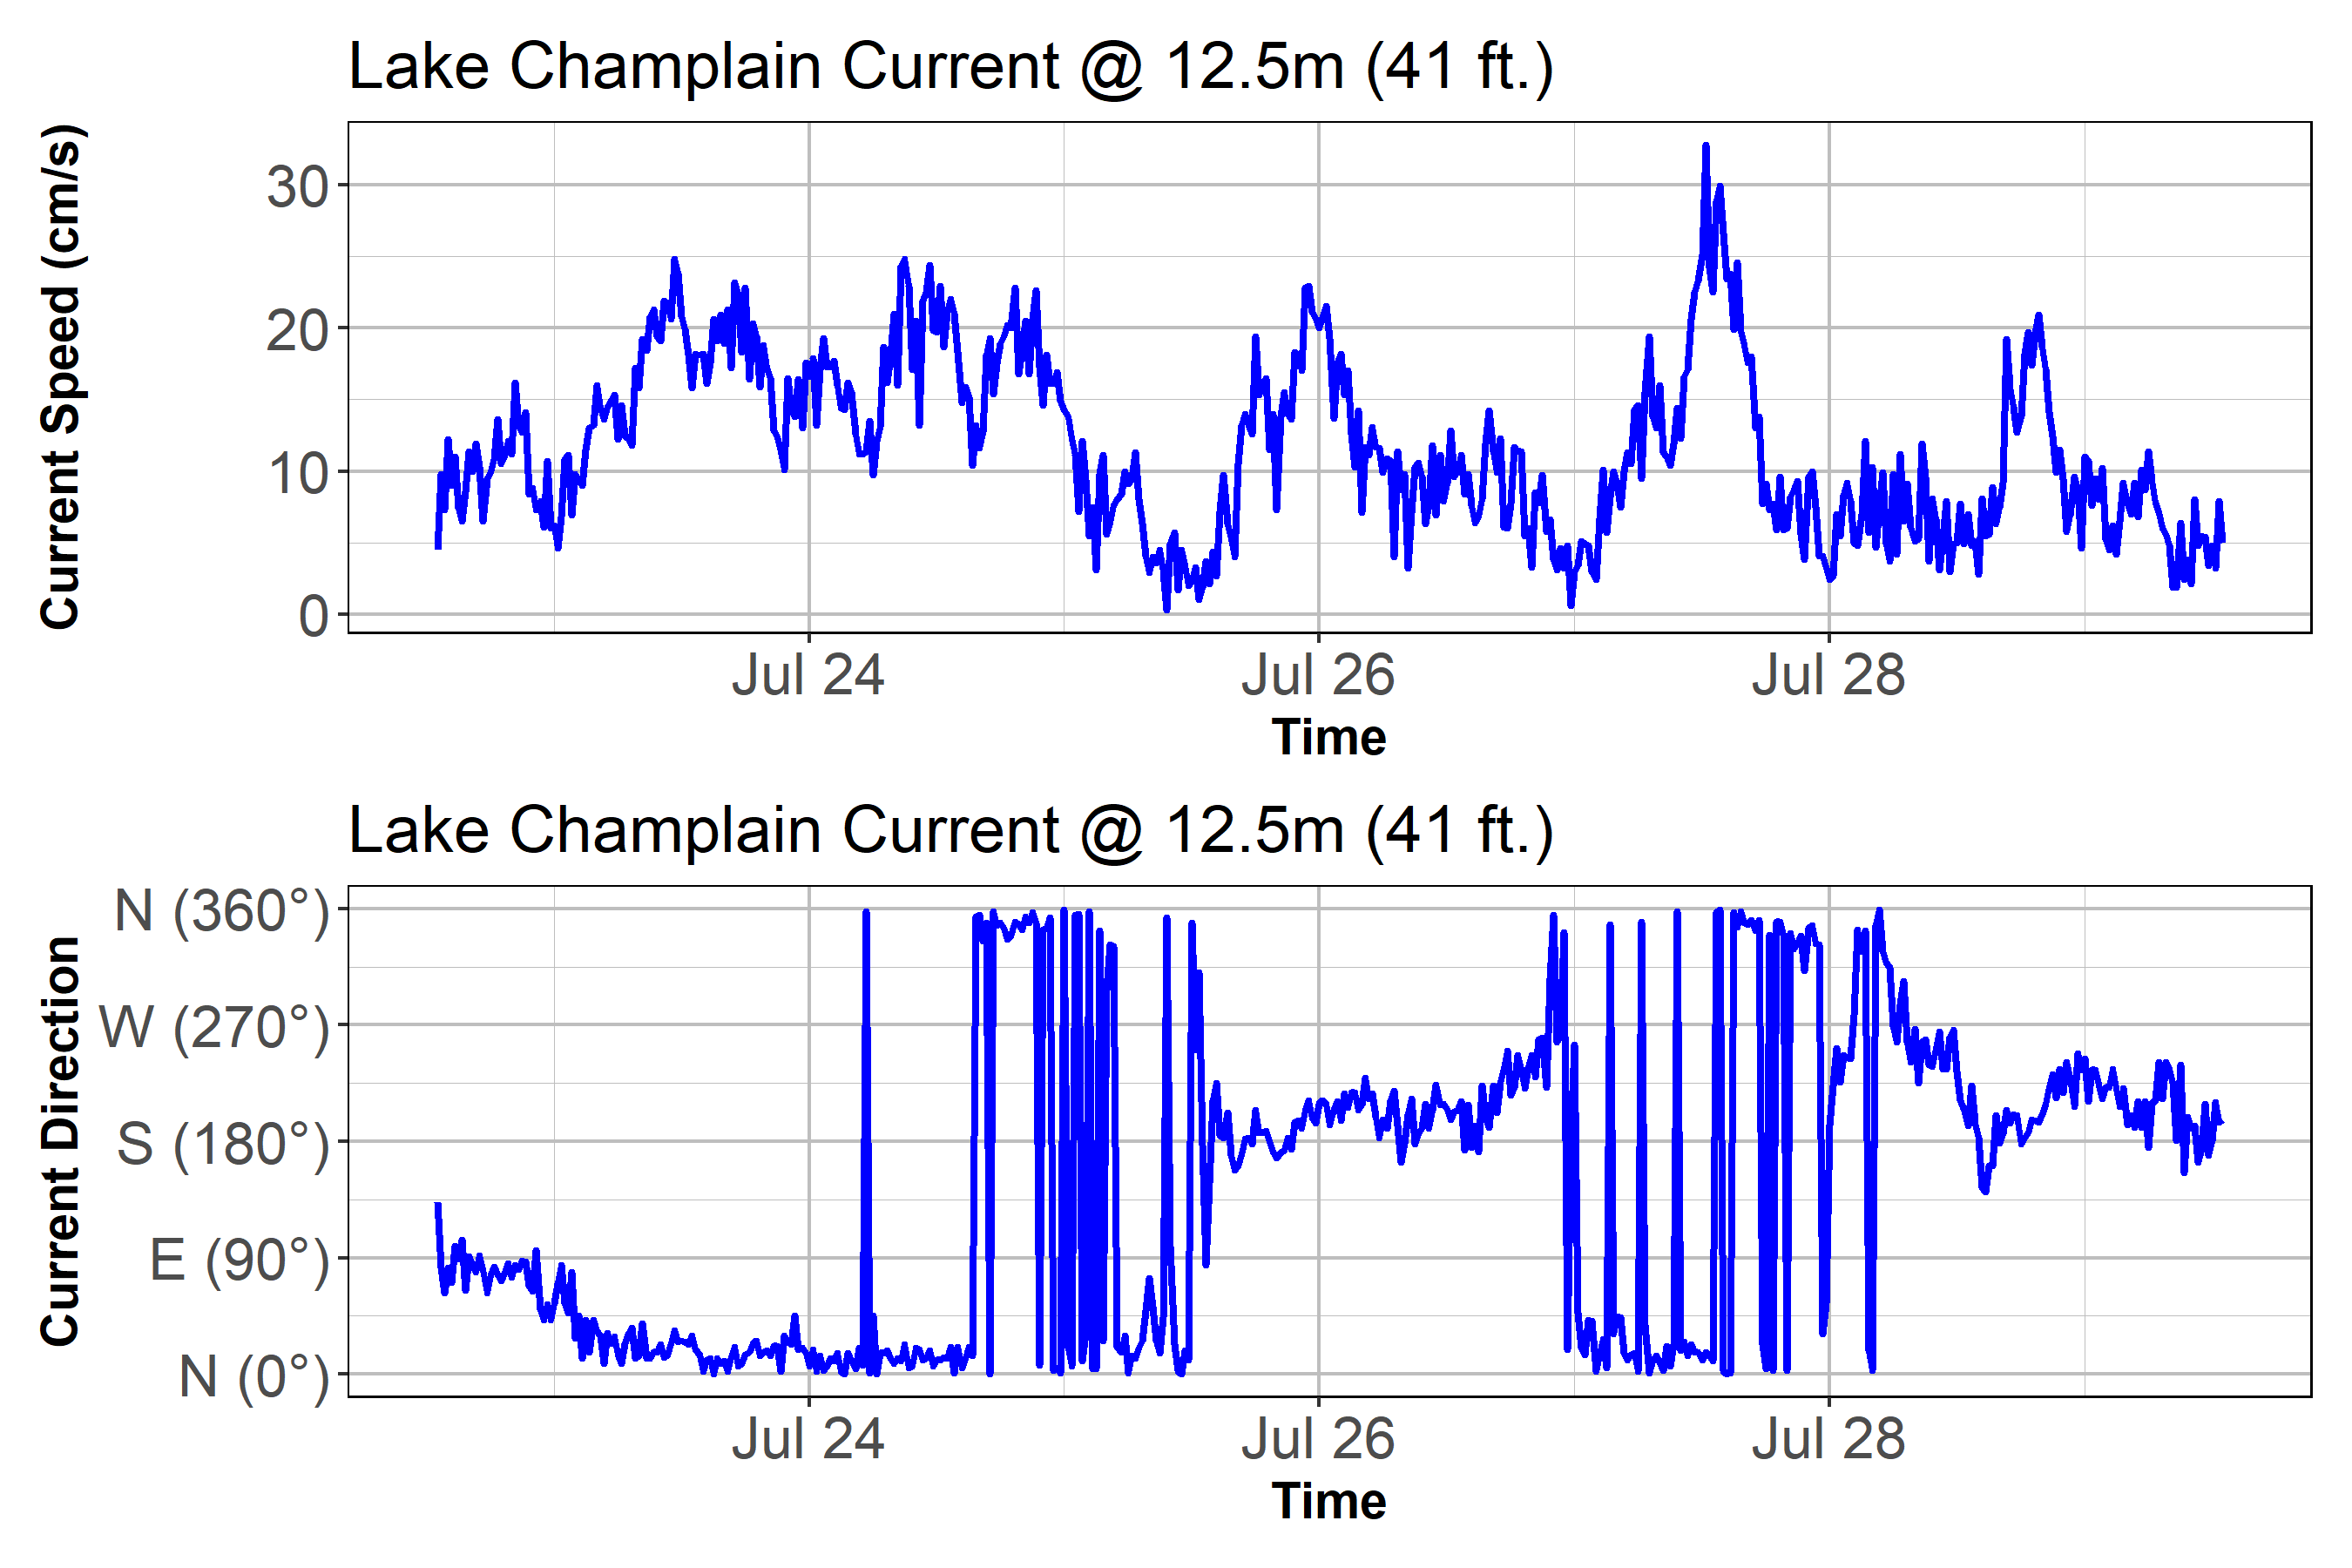 Lake Champlain Current @ 12.5m (41 ft.)
Current Speed (cm/s)
30
20
10
0
Jul 24 Jul 26 Jul 28
Time
Lake Champlain Current @ 12.5m (41 ft.)
Current Direction
N (360°)
W (270°)
S (180°)
E (90°)
N (0°)
Jul 24 Jul 26 Jul 28
Time